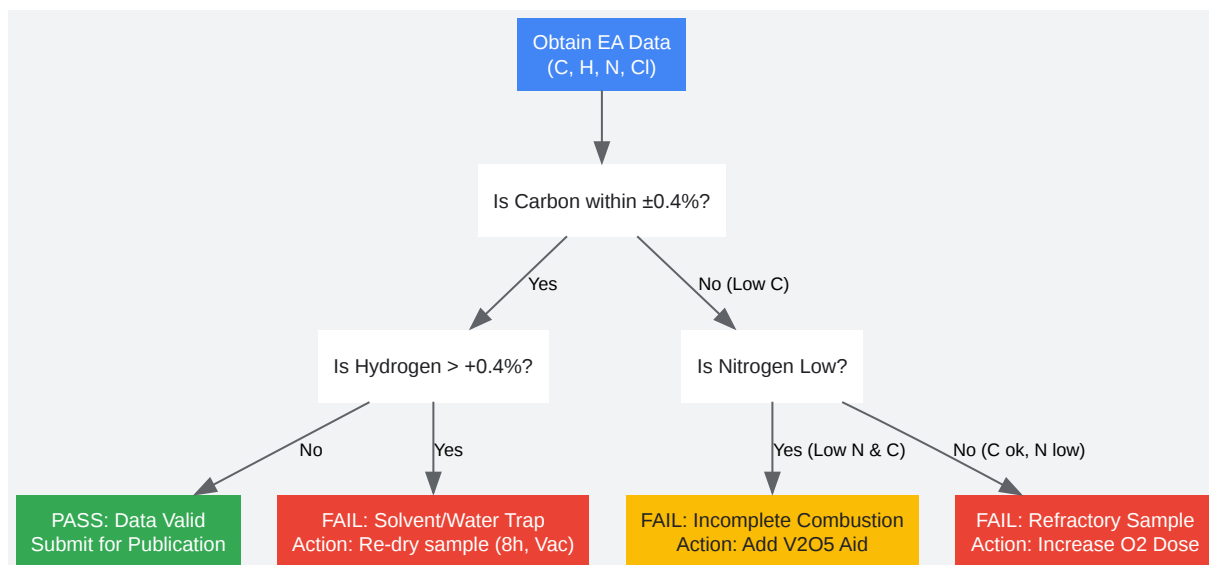 Obtain EA Data
(C, H, N, Cl)
Is Carbon within ±0.4%?
Yes
No (Low C)
Is Hydrogen > +0.4%?
Is Nitrogen Low?
No
Yes
Yes (Low N & C)
No (C ok, N low)
PASS: Data Valid
Submit for Publication
FAIL: Solvent/Water Trap
Action: Re-dry sample (8h, Vac)
FAIL: Incomplete Combustion
Action: Add V2O5 Aid
FAIL: Refractory Sample
Action: Increase O2 Dose